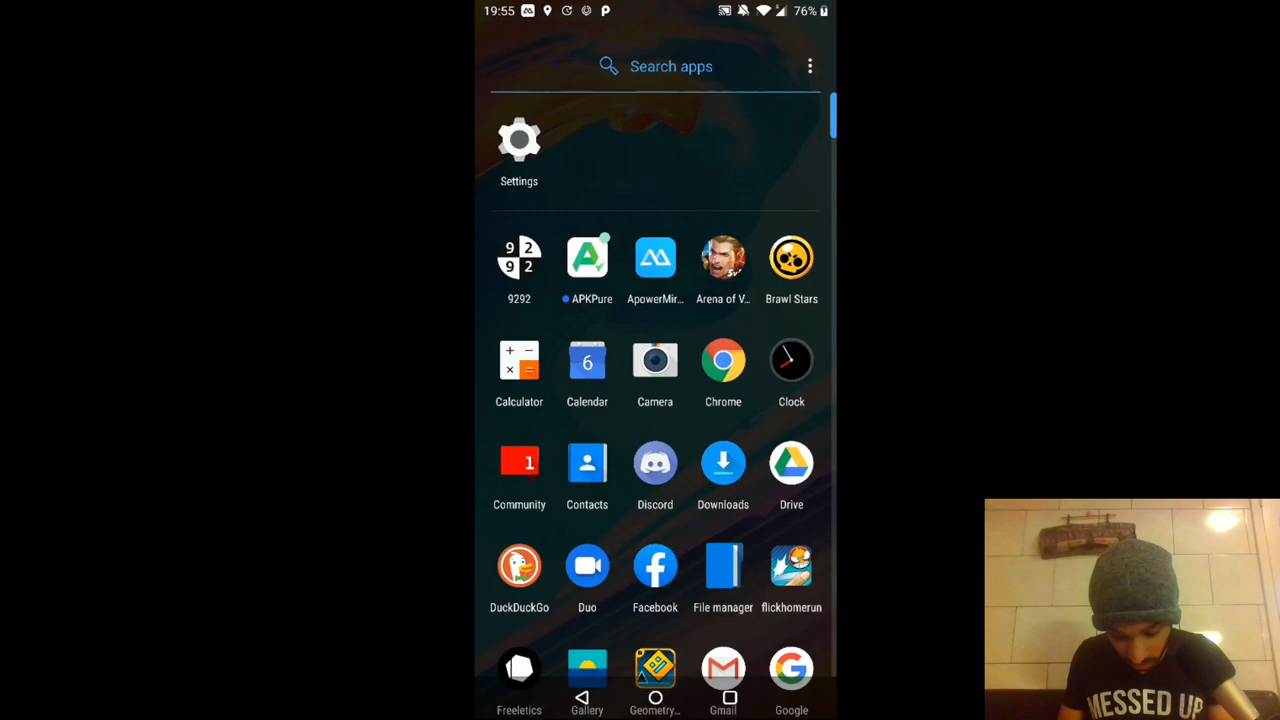 19:55
76%
Search apps
Settings
9 2
9 2
5v
9292
APKPure
ApowerMir...
Arena of V...
Brawl Stars
6
Calculator
Calendar
Camera
Chrome
Clock
1
Community
Contacts
Discord
Downloads
Drive
DuckDuckGo
Duo
Facebook
File manager
flickhomerun
Freeletics
Gallery
Geometry...
Gmail
Google
MESSED UP